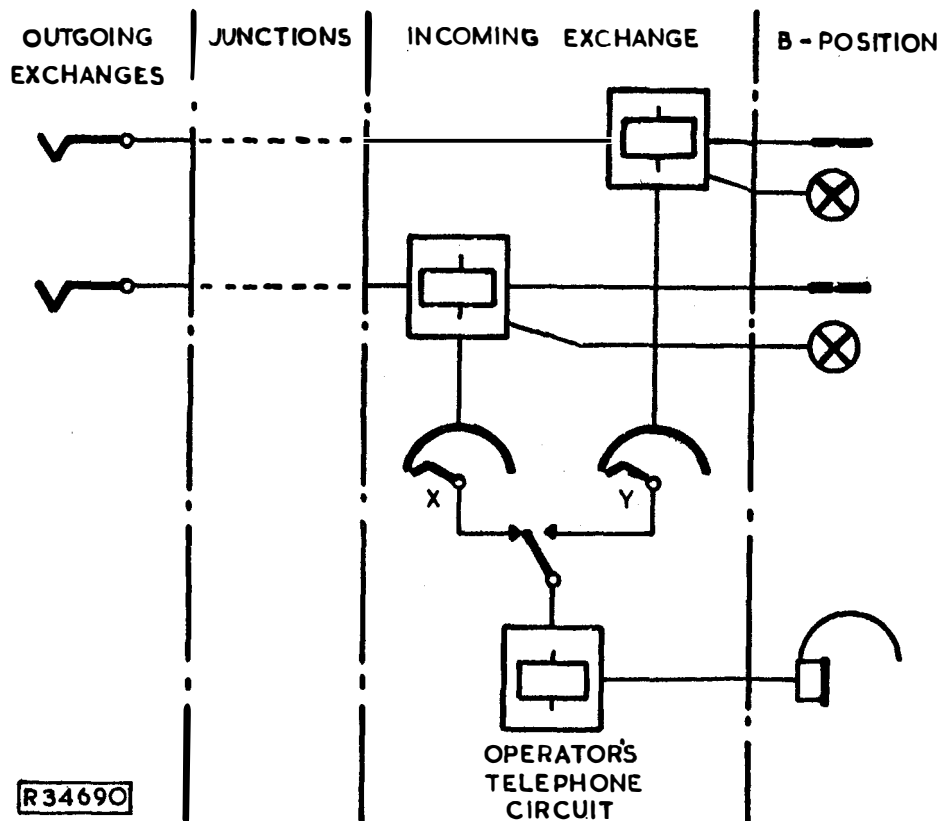 OUTGOING
EXCHANGES
JUNCTIONS
INCOMING EXCHANGE
B - POSITION
X
Y
OPERATOR'S
TELEPHONE
CIRCUIT
R34690